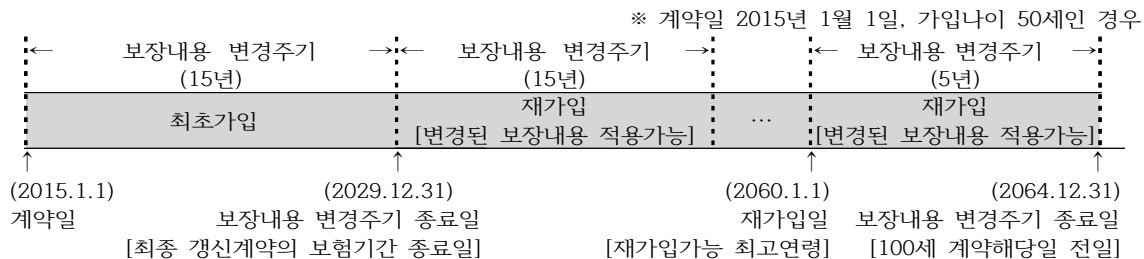 ※ 계약일 2015년 1월 1일, 가입나이 50세인 경우
← 보장내용 변경주기 → ← 보장내용 변경주기 → ← 보장내용 변경주기 →
(15년) (15년) (5년)
최초가입 재가입 … 재가입
[변경된 보장내용 적용가능] [변경된 보장내용 적용가능]
↑ ↑ ↑ ↑
(2015.1.1) (2029.12.31) (2060.1.1) (2064.12.31)
계약일 보장내용 변경주기 종료일 재가입일 보장내용 변경주기 종료일
[최종 갱신계약의 보험기간 종료일] [재가입가능 최고연령] [100세 계약해당일 전일]